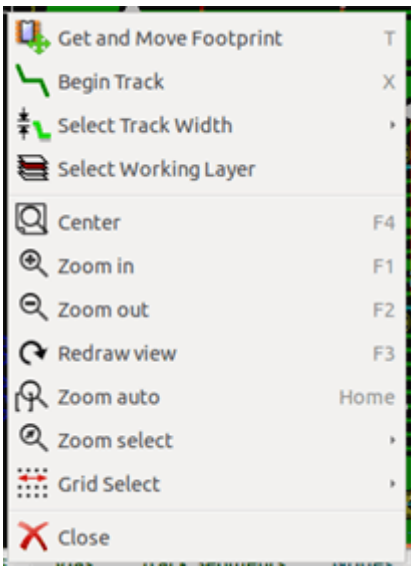 Get and Move Footprint T
Begin Track X
Select Track Width
Select Working Layer
Center F4
Zoom in F1
Zoom out F2
Redraw view F3
Zoom auto Home
Zoom select
Grid Select
Close